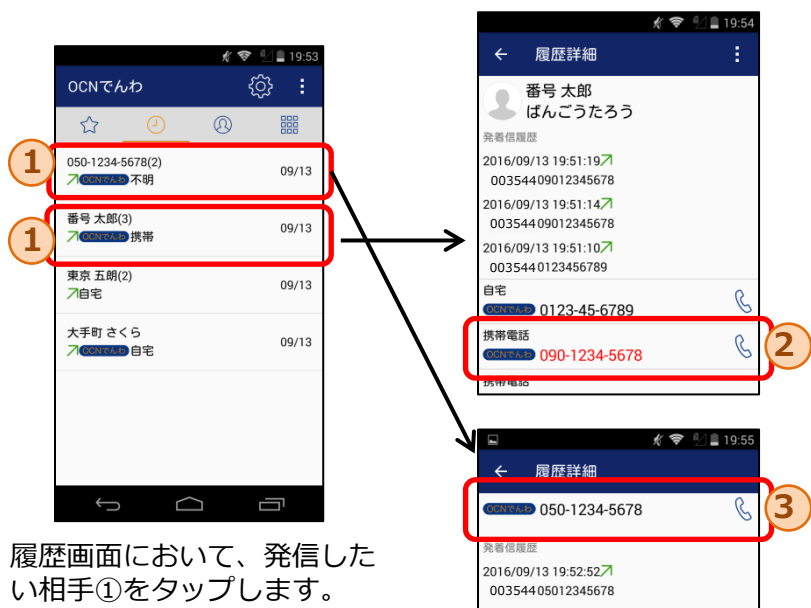 19:53
OCNでんわ
①
050-1234-5678(2)
OCNでんわ 不明
09/13
①
番号 太郎(3)
OCNでんわ 携帯
09/13
東京 五朗(2)
自宅
09/13
大手町 さくら
OCNでんわ 自宅
09/13
履歴画面において、発信した
い相手①をタップします。
19:54
履歴詳細
番号 太郎
ばんごうたろう
発着信履歴
2016/09/13 19:51:19
00354409012345678
2016/09/13 19:51:14
00354409012345678
2016/09/13 19:51:10
0035440123456789
自宅
OCNでんわ 0123-45-6789
携帯電話
OCNでんわ 090-1234-5678
②
携帯電話
19:55
履歴詳細
OCNでんわ 050-1234-5678
③
発着信履歴
2016/09/13 19:52:52
00354405012345678